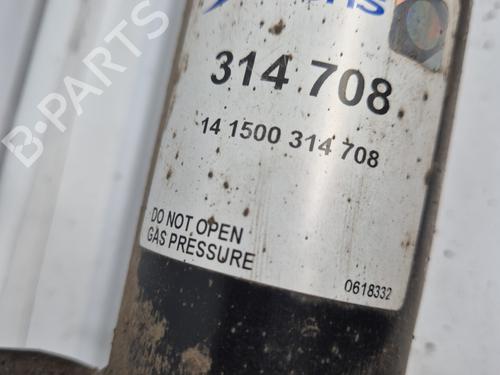 314 708
14 1500 314 708
DO NOT OPEN
GAS PRESSURE
0618332
B-PARTS